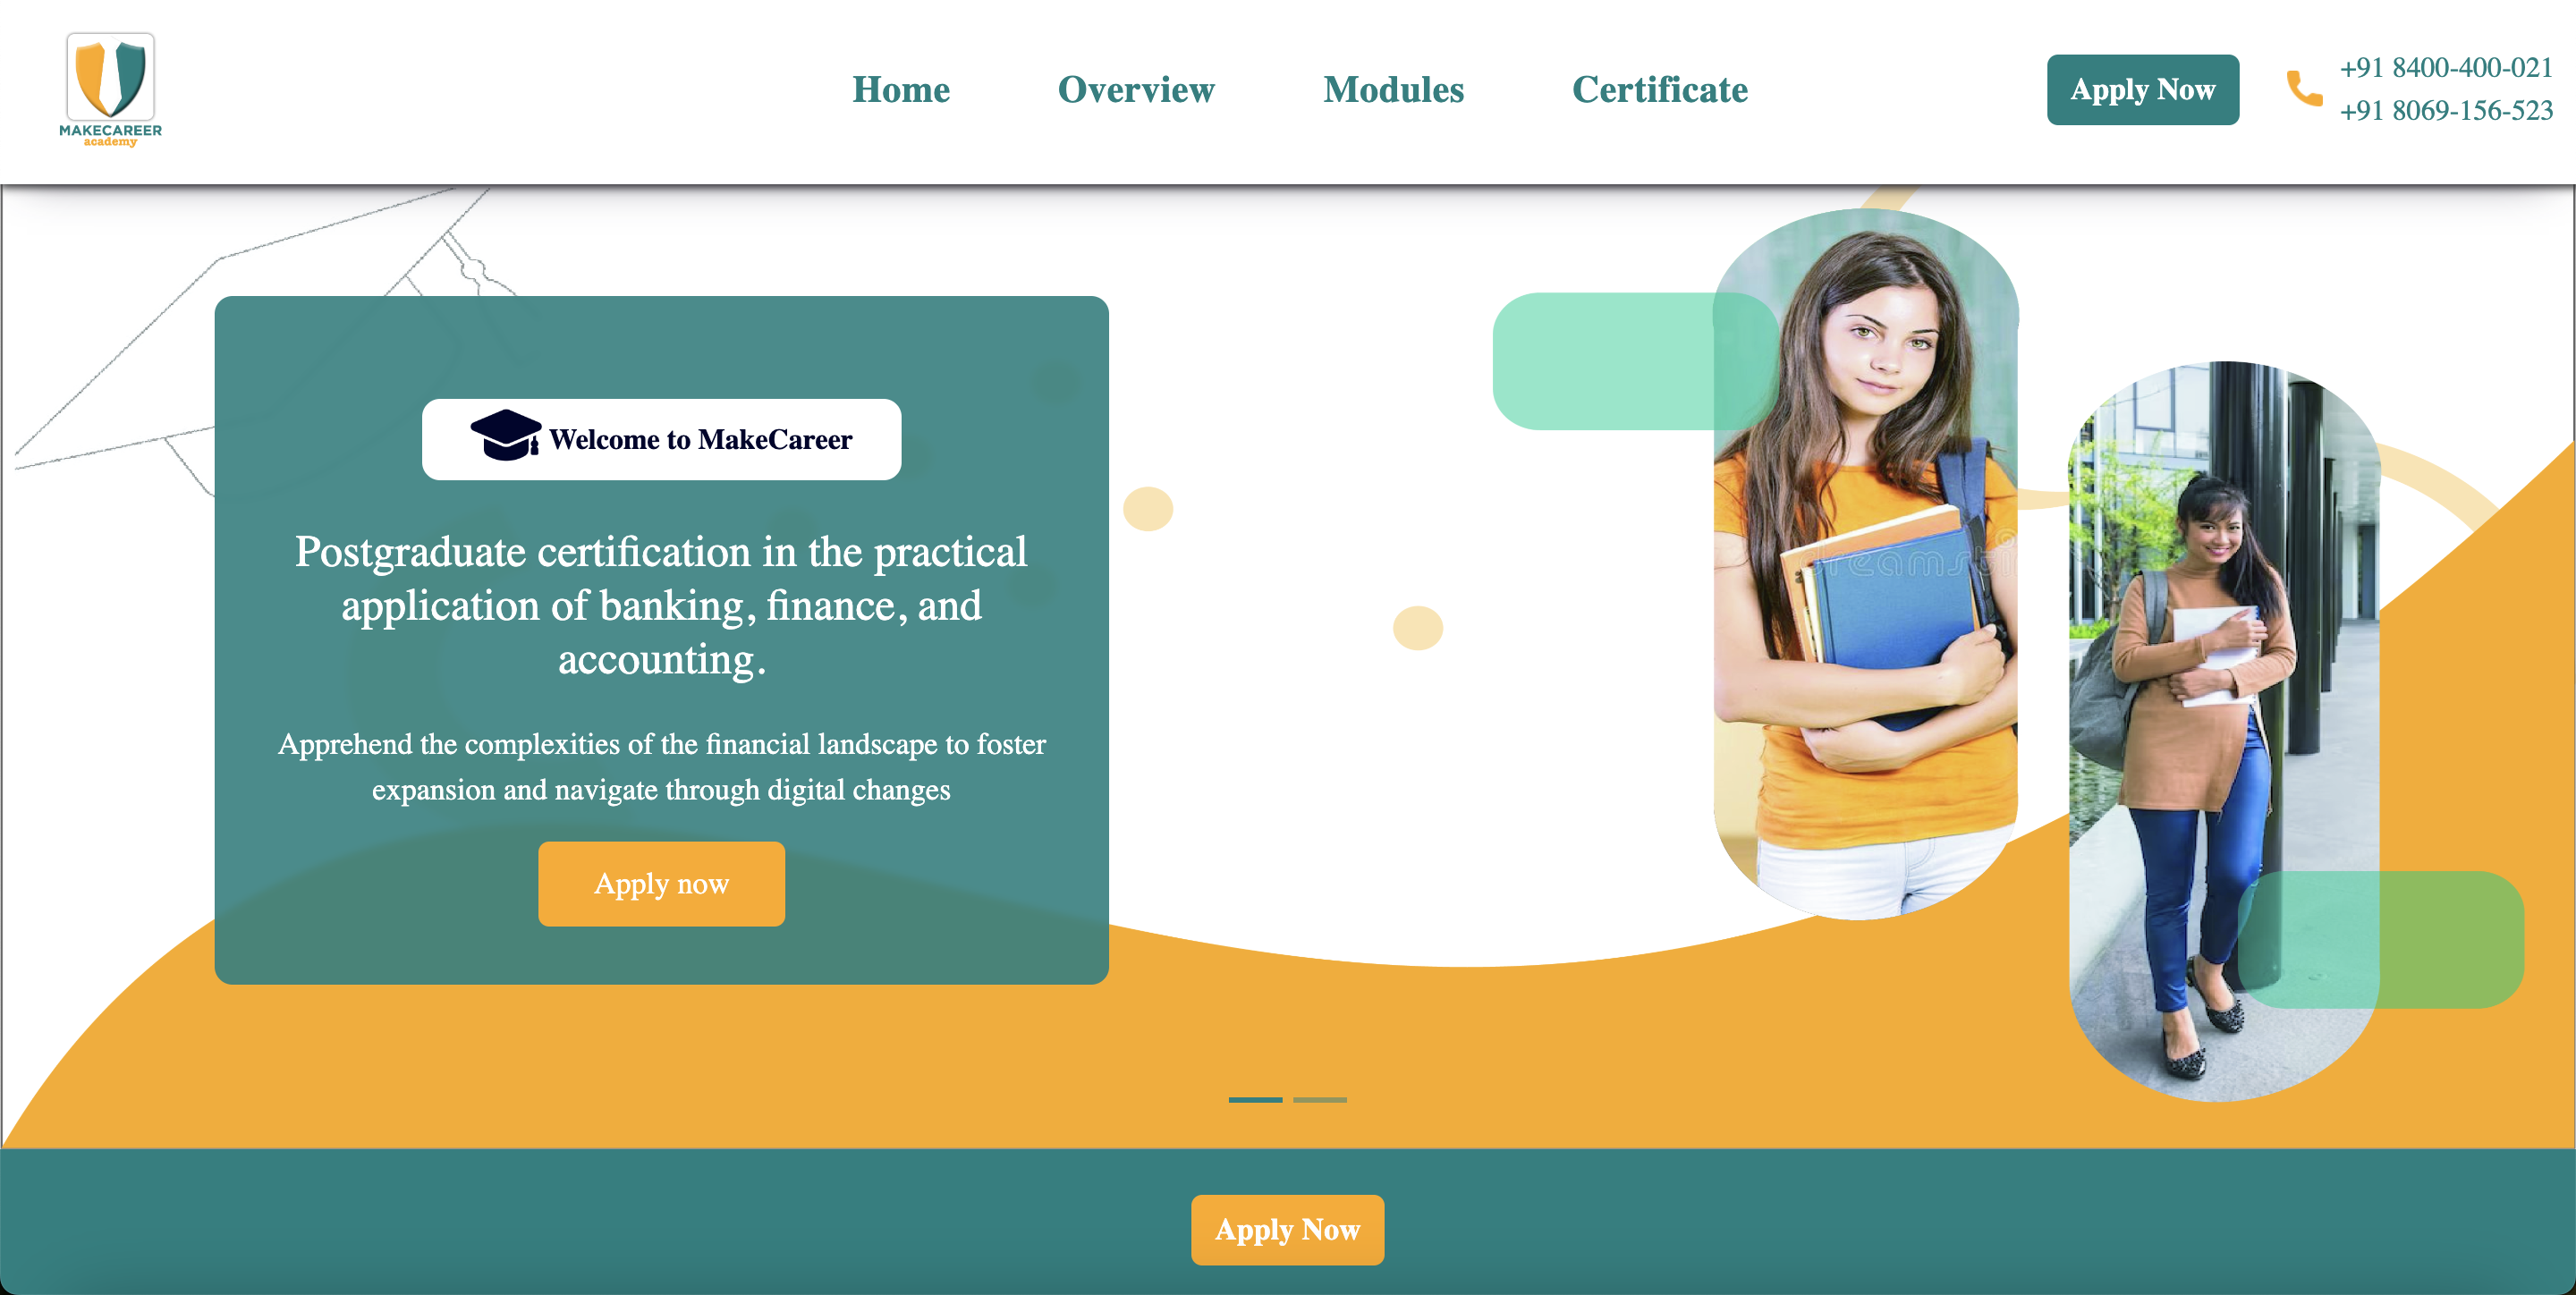 MAKECAREER
academy
Home
Overview
Modules
Certificate
Apply Now
+91 8400-400-021
+91 8069-156-523
Welcome to MakeCareer
Postgraduate certification in the practical
application of banking, finance, and
accounting.
Apprehend the complexities of the financial landscape to foster
expansion and navigate through digital changes
Apply now
Apply Now